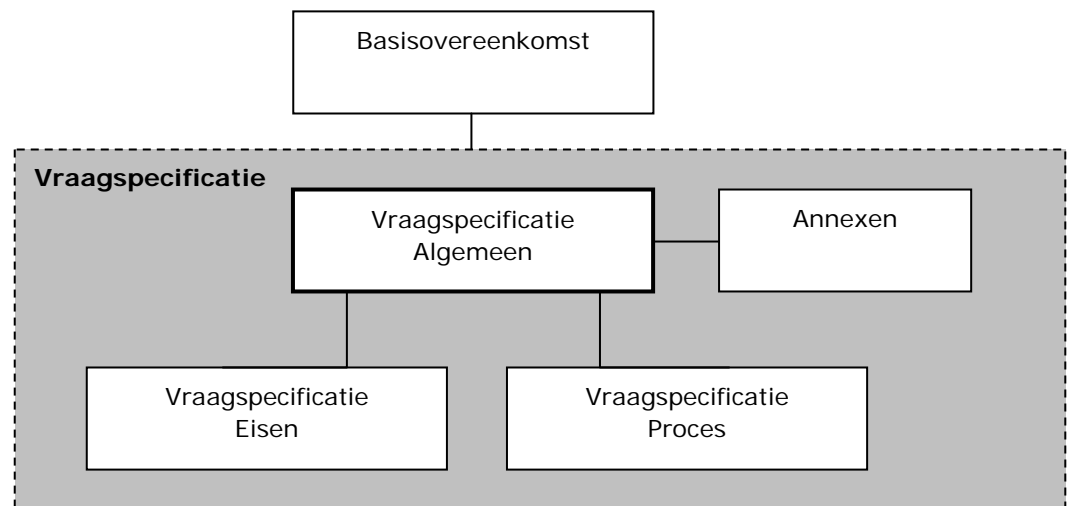 Basisovereenkomst
Vraagspecificatie
Vraagspecificatie
Algemeen
Annexen
Vraagspecificatie
Eisen
Vraagspecificatie
Proces